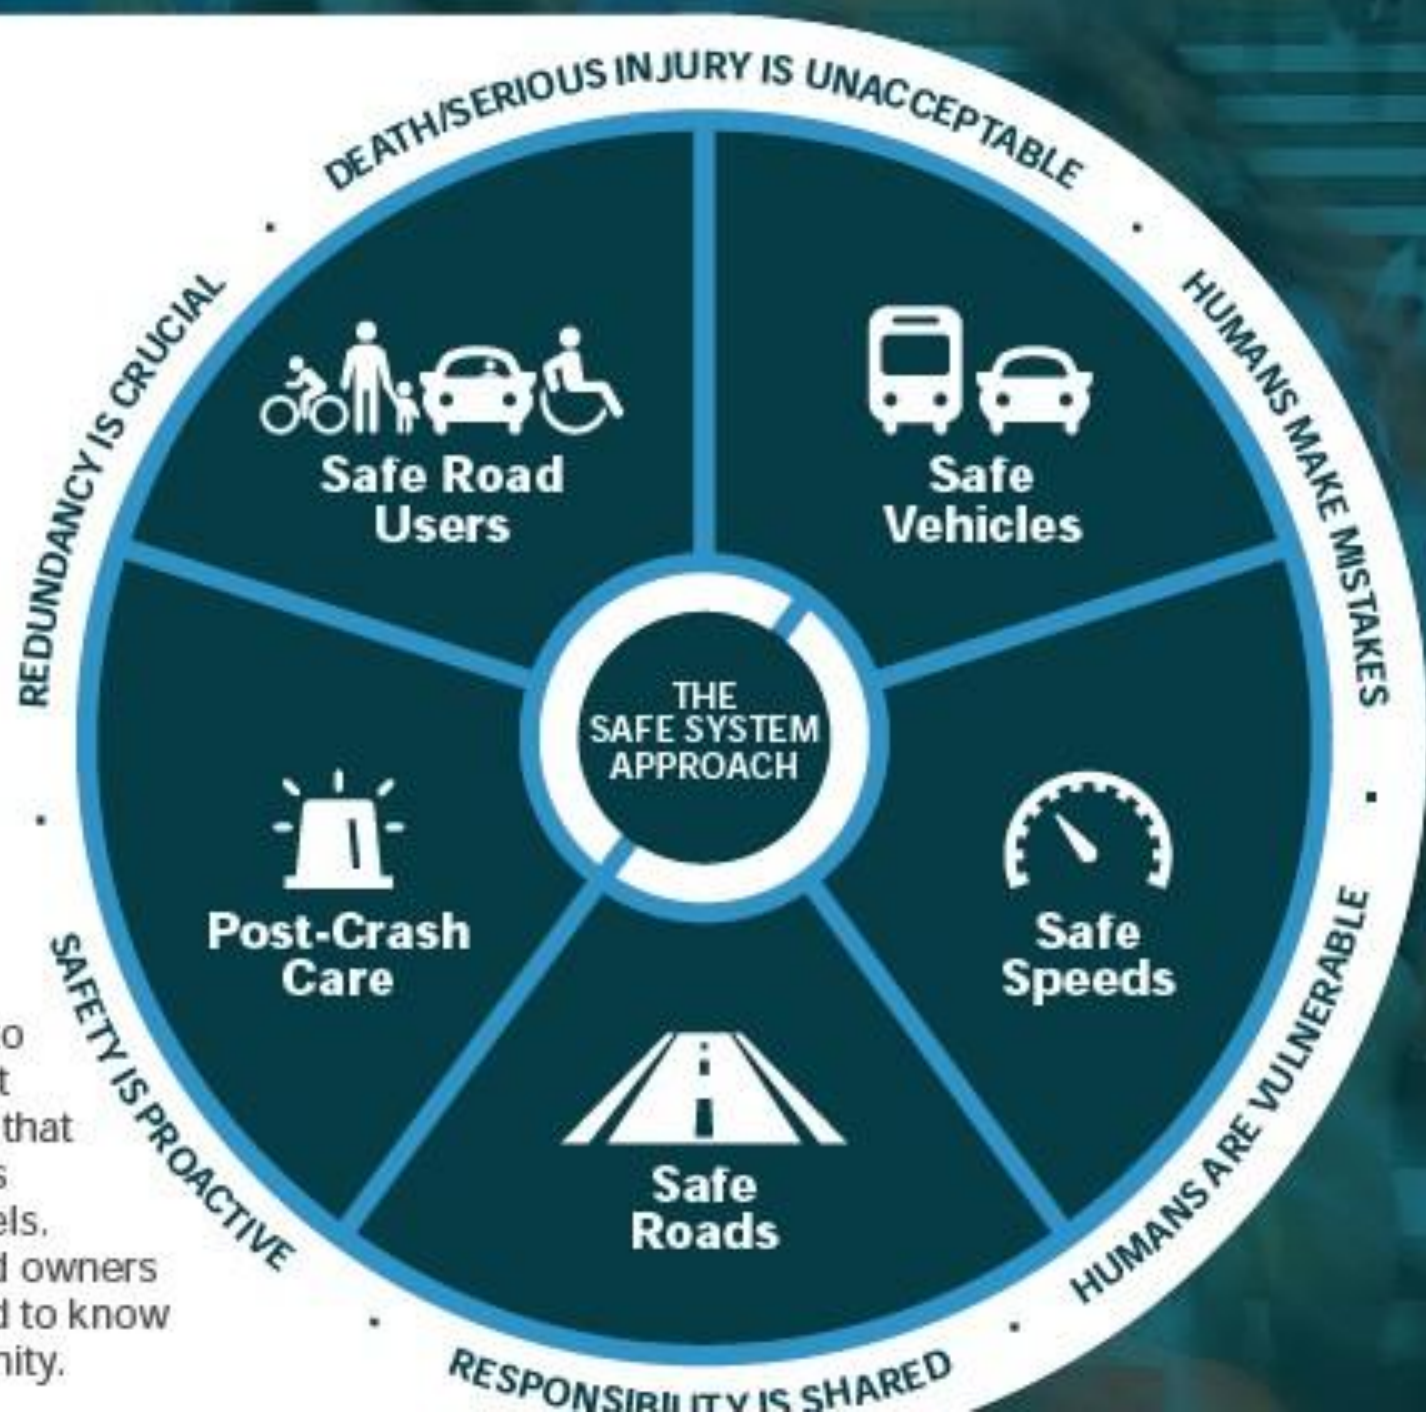 DEATH/SERIOUS INJURY IS UNACCEPTABLE
HUMANS MAKE MISTAKES
HUMANS ARE VULNERABLE
RESPONSIBILITY IS SHARED
SAFETY IS PROACTIVE
REDUNDANCY IS CRUCIAL
Safe Road
Users
Safe
Vehicles
THE
SAFE SYSTEM
APPROACH
Post-Crash
Care
Safe
Speeds
Safe
Roads
that
owners
to know